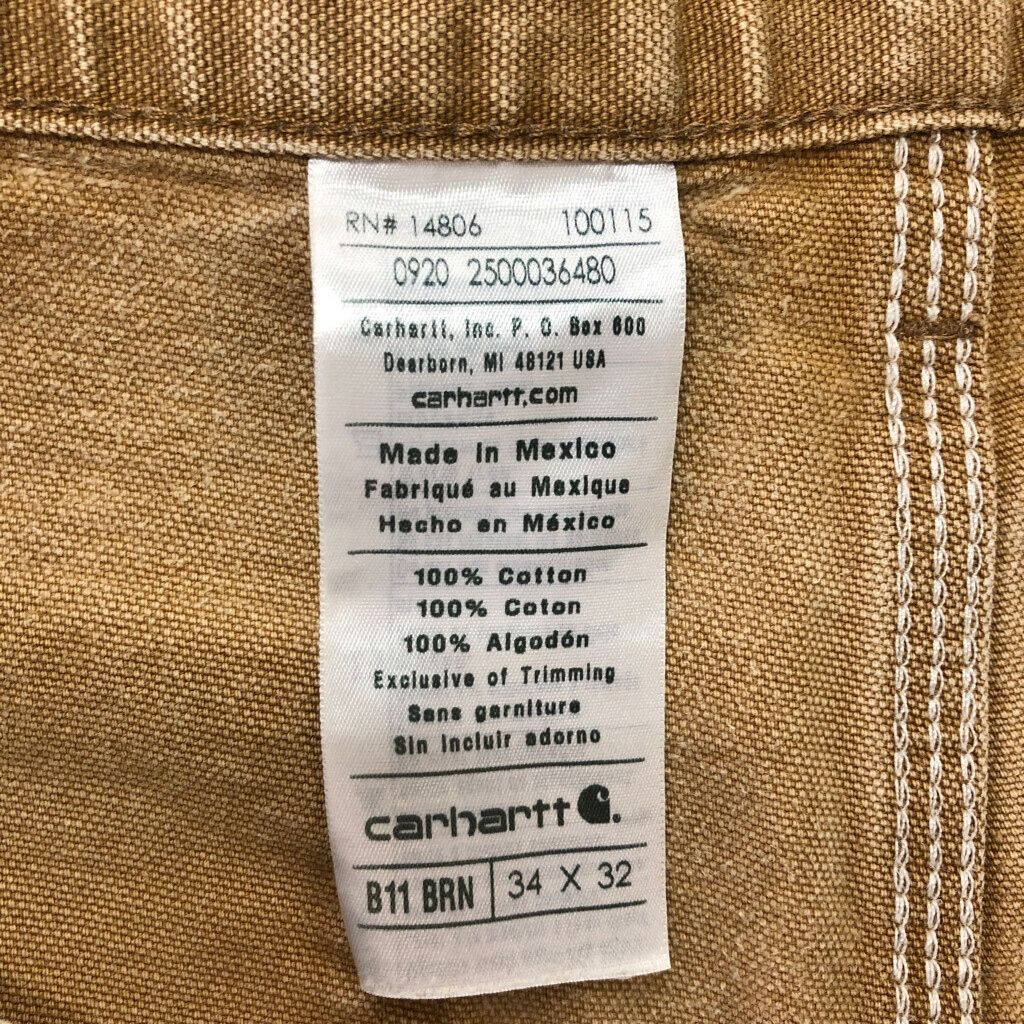 RN# 14806 100115
0920 2500036480
Carhartt, Inc. P. O. Box 600
Dearborn, MI 48121 USA
carhartt.com
Made in Mexico
Fabriqué au Mexique
Hecho en México
100% Cotton
100% Coton
100% Algodón
Exclusive of Trimming
Sans garniture
Sin incluir adorno
carhartt
B11 BRN 34 X 32